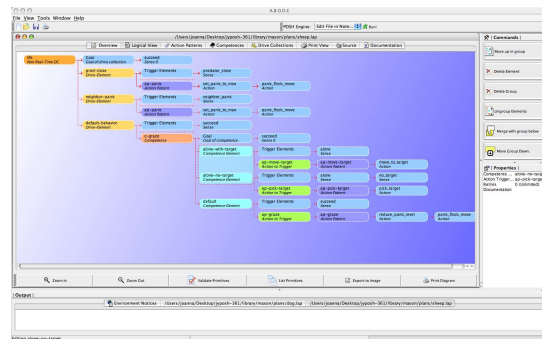 A.B.O.D.E
File View Tools Window Help
POSH Engine: Edit File in Note... Run!
/Users/joanna/Desktop/jyposh-361/library/mason/plans/sheep.lap
Overview Logical View Action Patterns Competences Drive Collections Print View Source Documentation
life
Non Real-Time DC
Goal
Goal of drive collection
succeed
Sense 0
pred-close
Drive-Element
Trigger Elements
predator_close
Sense
ap-panic
Action Pattern
set_panic_to_max
Action
panic_flock_move
Action
neighbor-panic
Drive-Element
Trigger Elements
neighbor_panic
Sense
ap-panic
Action Pattern
set_panic_to_max
Action
panic_flock_move
Action
default-behavior
Drive-Element
Trigger Elements
succeed
Sense
c-graze
Competence
Goal
Goal of competence
succeed
Sense 0
alone-with-target
Competence Element
Trigger Elements
alone
Sense
ap-move-target
Action to Trigger
ap-move-target
Action Pattern
move_to_target
Action
alone-no-target
Competence Element
Trigger Elements
alone
Sense
no_target
Sense
ap-pick-target
Action to Trigger
ap-pick-target
Action Pattern
pick_target
Action
default
Competence Element
Trigger Elements
succeed
Sense
ap-graze
Action to Trigger
ap-graze
Action Pattern
reduce_panic_level
Action
panic_flock_move
Action
Zoom In Zoom Out Validate Primitives List Primitives Export to Image Print Diagram
| Commands |
Move up in group
Delete Element
Delete Group
Ungroup Elements
Merge with group below
Move Group Down.
| Properties |
Competence ... alone-no-targ
Action Trigger... ap-pick-targe
Retries 0 (Unlimited)
Documentation
| Output |
Environment Notices /Users/joanna/Desktop/jyposh-361/library/mason/plans/dog.lap /Users/joanna/Desktop/jyposh-361/library/mason/plans/sheep.lap
Editing alone-no-target